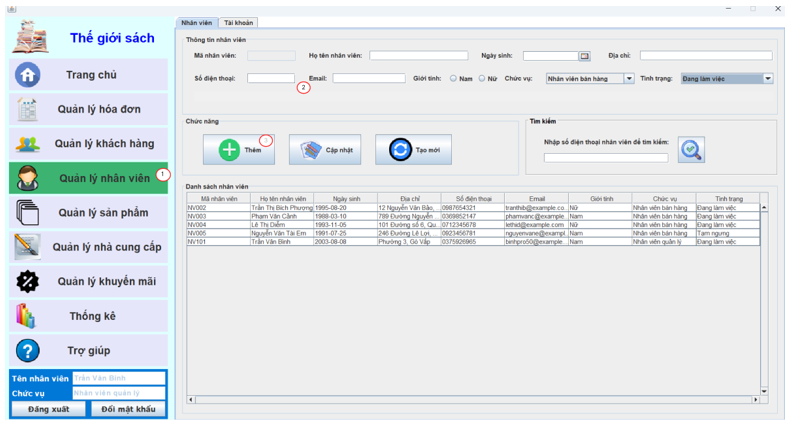 Thế giới sách
Trang chủ
Quản lý hóa đơn
Quản lý khách hàng
Quản lý nhân viên 1
Quản lý sản phẩm
Quản lý nhà cung cấp
Quản lý khuyến mãi
Thống kê
Trợ giúp
Tên nhân viên Trần Văn Bình
Chức vụ Nhân viên quản lý
Đăng xuất Đổi mật khẩu
Nhân viên Tài khoản
Thông tin nhân viên
Mã nhân viên: Họ tên nhân viên: Ngày sinh: Địa chỉ:
Số điện thoại: Email: Giới tính: Nam Nữ Chức vụ: Nhân viên bán hàng Tình trạng: Đang làm việc
2
Chức năng
Thêm Cập nhật Tạo mới
Tìm kiếm
Nhập số điện thoại nhân viên để tìm kiếm:
Danh sách nhân viên
Mã nhân viên Họ tên nhân viên Ngày sinh Địa chỉ Số điện thoại Email Giới tính Chức vụ Tình trạng
NV002 Trần Thị Bích Phương 1995-08-20 12 Nguyễn Văn Bảo, 0987654321 tranthib@example.co... Nữ Nhân viên bán hàng Đang làm việc
NV003 Phạm Văn Cảnh 1988-03-10 789 Đường Nguyễn 0369852147 phamvanc@example... Nam Nhân viên bán hàng Đang làm việc
NV004 Lê Thị Diễm 1993-11-05 101 Đường số 6, Qu... 0712345678 lethid@example.com Nữ Nhân viên bán hàng Đang làm việc
NV005 Nguyễn Văn Tài Em 1991-07-25 246 Đường Lê Lợi, ... 0923456781 nguyenvane@exampl... Nam Nhân viên bán hàng Tạm ngưng
NV101 Trần Văn Bình 2003-08-08 Phường 3, Gò Vấp 0375926965 binhpro50@example... Nam Nhân viên quản lý Đang làm việc